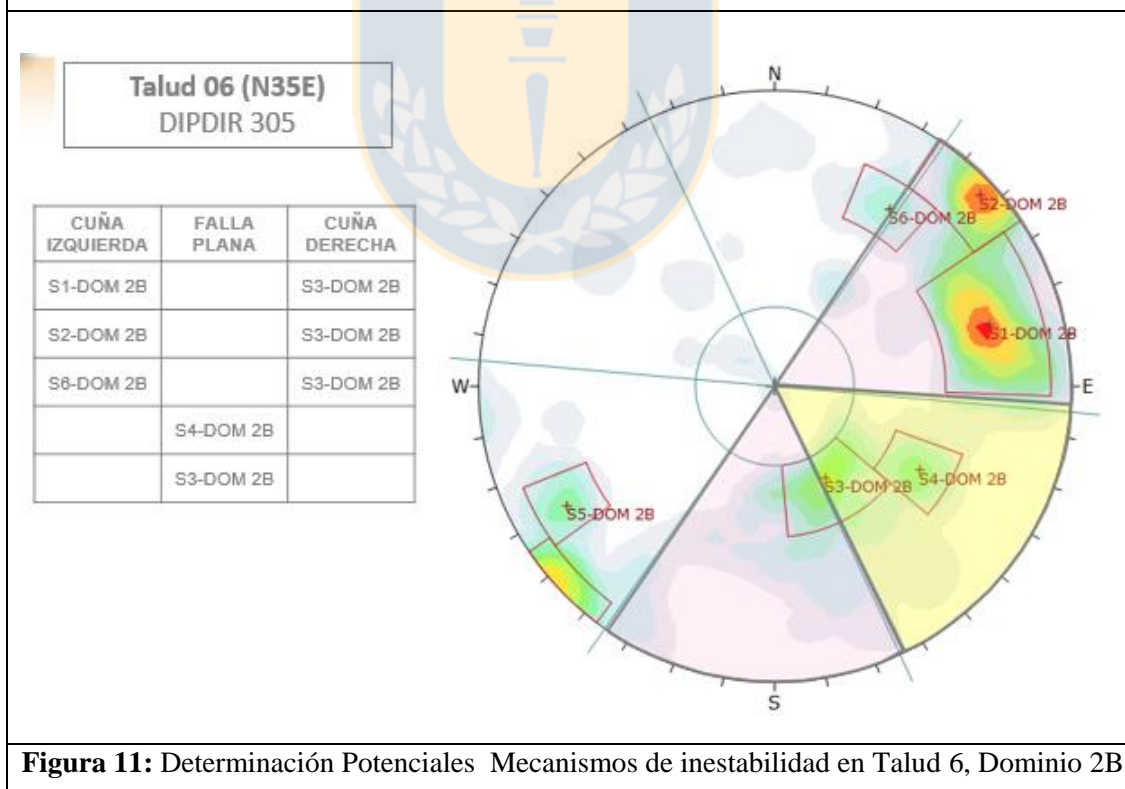 Talud 06 (N35E)
DIPDIR 305
CUÑA IZQUIERDA FALLA PLANA CUÑA DERECHA
S1-DOM 2B S3-DOM 2B
S2-DOM 2B S3-DOM 2B
S6-DOM 2B S3-DOM 2B
S4-DOM 2B
S3-DOM 2B
N
S2-DOM 2B
S6-DOM 2B
S1-DOM 2B
W
E
S3-DOM 2B
S4-DOM 2B
S5-DOM 2B
S
Figura 11: Determinación Potenciales Mecanismos de inestabilidad en Talud 6, Dominio 2B